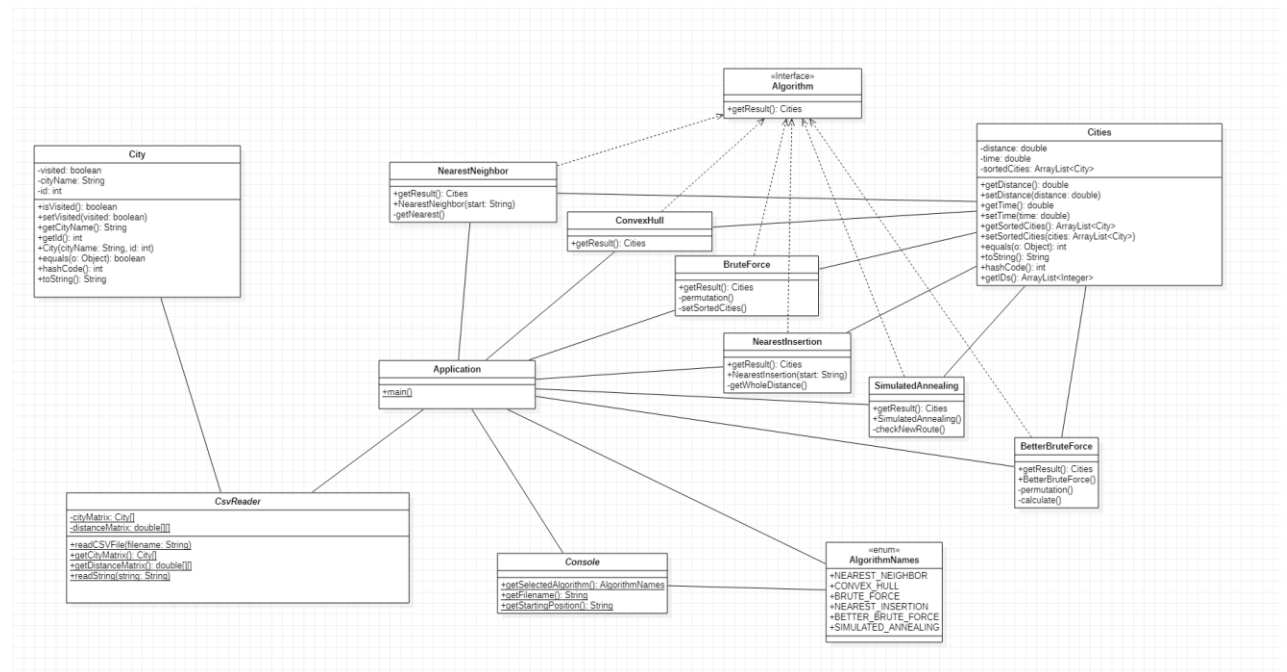 «Interface»
Algorithm
+getResult(): Cities
Cities
-distance: double
-time: double
-sortedCities: ArrayList<City>
+getDistance(): double
+setDistance(distance: double)
+getTime(): double
+setTime(time: double)
+getSortedCities(): ArrayList<City>
+setSortedCities(cities: ArrayList<City>)
+equals(o: Object): int
+toString(): String
+hashCode(): int
+getIDs(): ArrayList<Integer>
City
-visited: boolean
-cityName: String
-id: int
+isVisited(): boolean
+setVisited(visited: boolean)
+getCityName(): String
+getId(): int
+City(cityName: String, id: int)
+equals(o: Object): boolean
+hashCode(): int
+toString(): String
NearestNeighbor
+getResult(): Cities
+NearestNeighbor(start: String)
-getNearest()
ConvexHull
+getResult(): Cities
BruteForce
+getResult(): Cities
-permutation()
-setSortedCities()
NearestInsertion
+getResult(): Cities
+NearestInsertion(start: String)
-getWholeDistance()
Application
+main()
SimulatedAnnealing
+getResult(): Cities
+SimulatedAnnealing()
-checkNewRoute()
BetterBruteForce
+getResult(): Cities
+BetterBruteForce()
-permutation()
-calculate()
CsvReader
-cityMatrix: City[]
-distanceMatrix: double[][]
+readCSVFile(filename: String)
+getCityMatrix(): City[]
+getDistanceMatrix(): double[][]
+readString(string: String)
Console
+getSelectedAlgorithm(): AlgorithmNames
+getFilename(): String
+getStartingPosition(): String
«enum»
AlgorithmNames
+NEAREST_NEIGHBOR
+CONVEX_HULL
+BRUTE_FORCE
+NEAREST_INSERTION
+BETTER_BRUTE_FORCE
+SIMULATED_ANNEALING